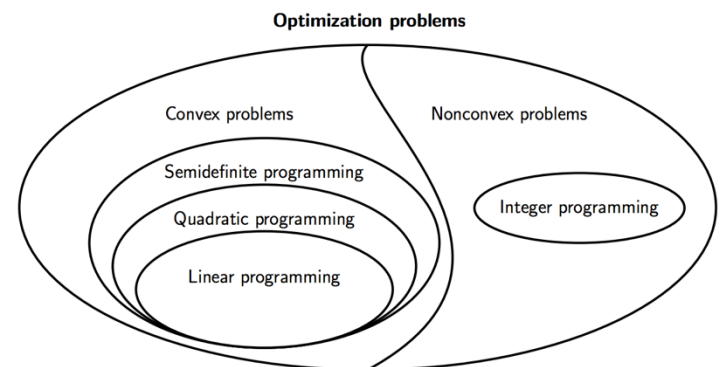 Optimization problems
Convex problems
Nonconvex problems
Semidefinite programming
Quadratic programming
Integer programming
Linear programming